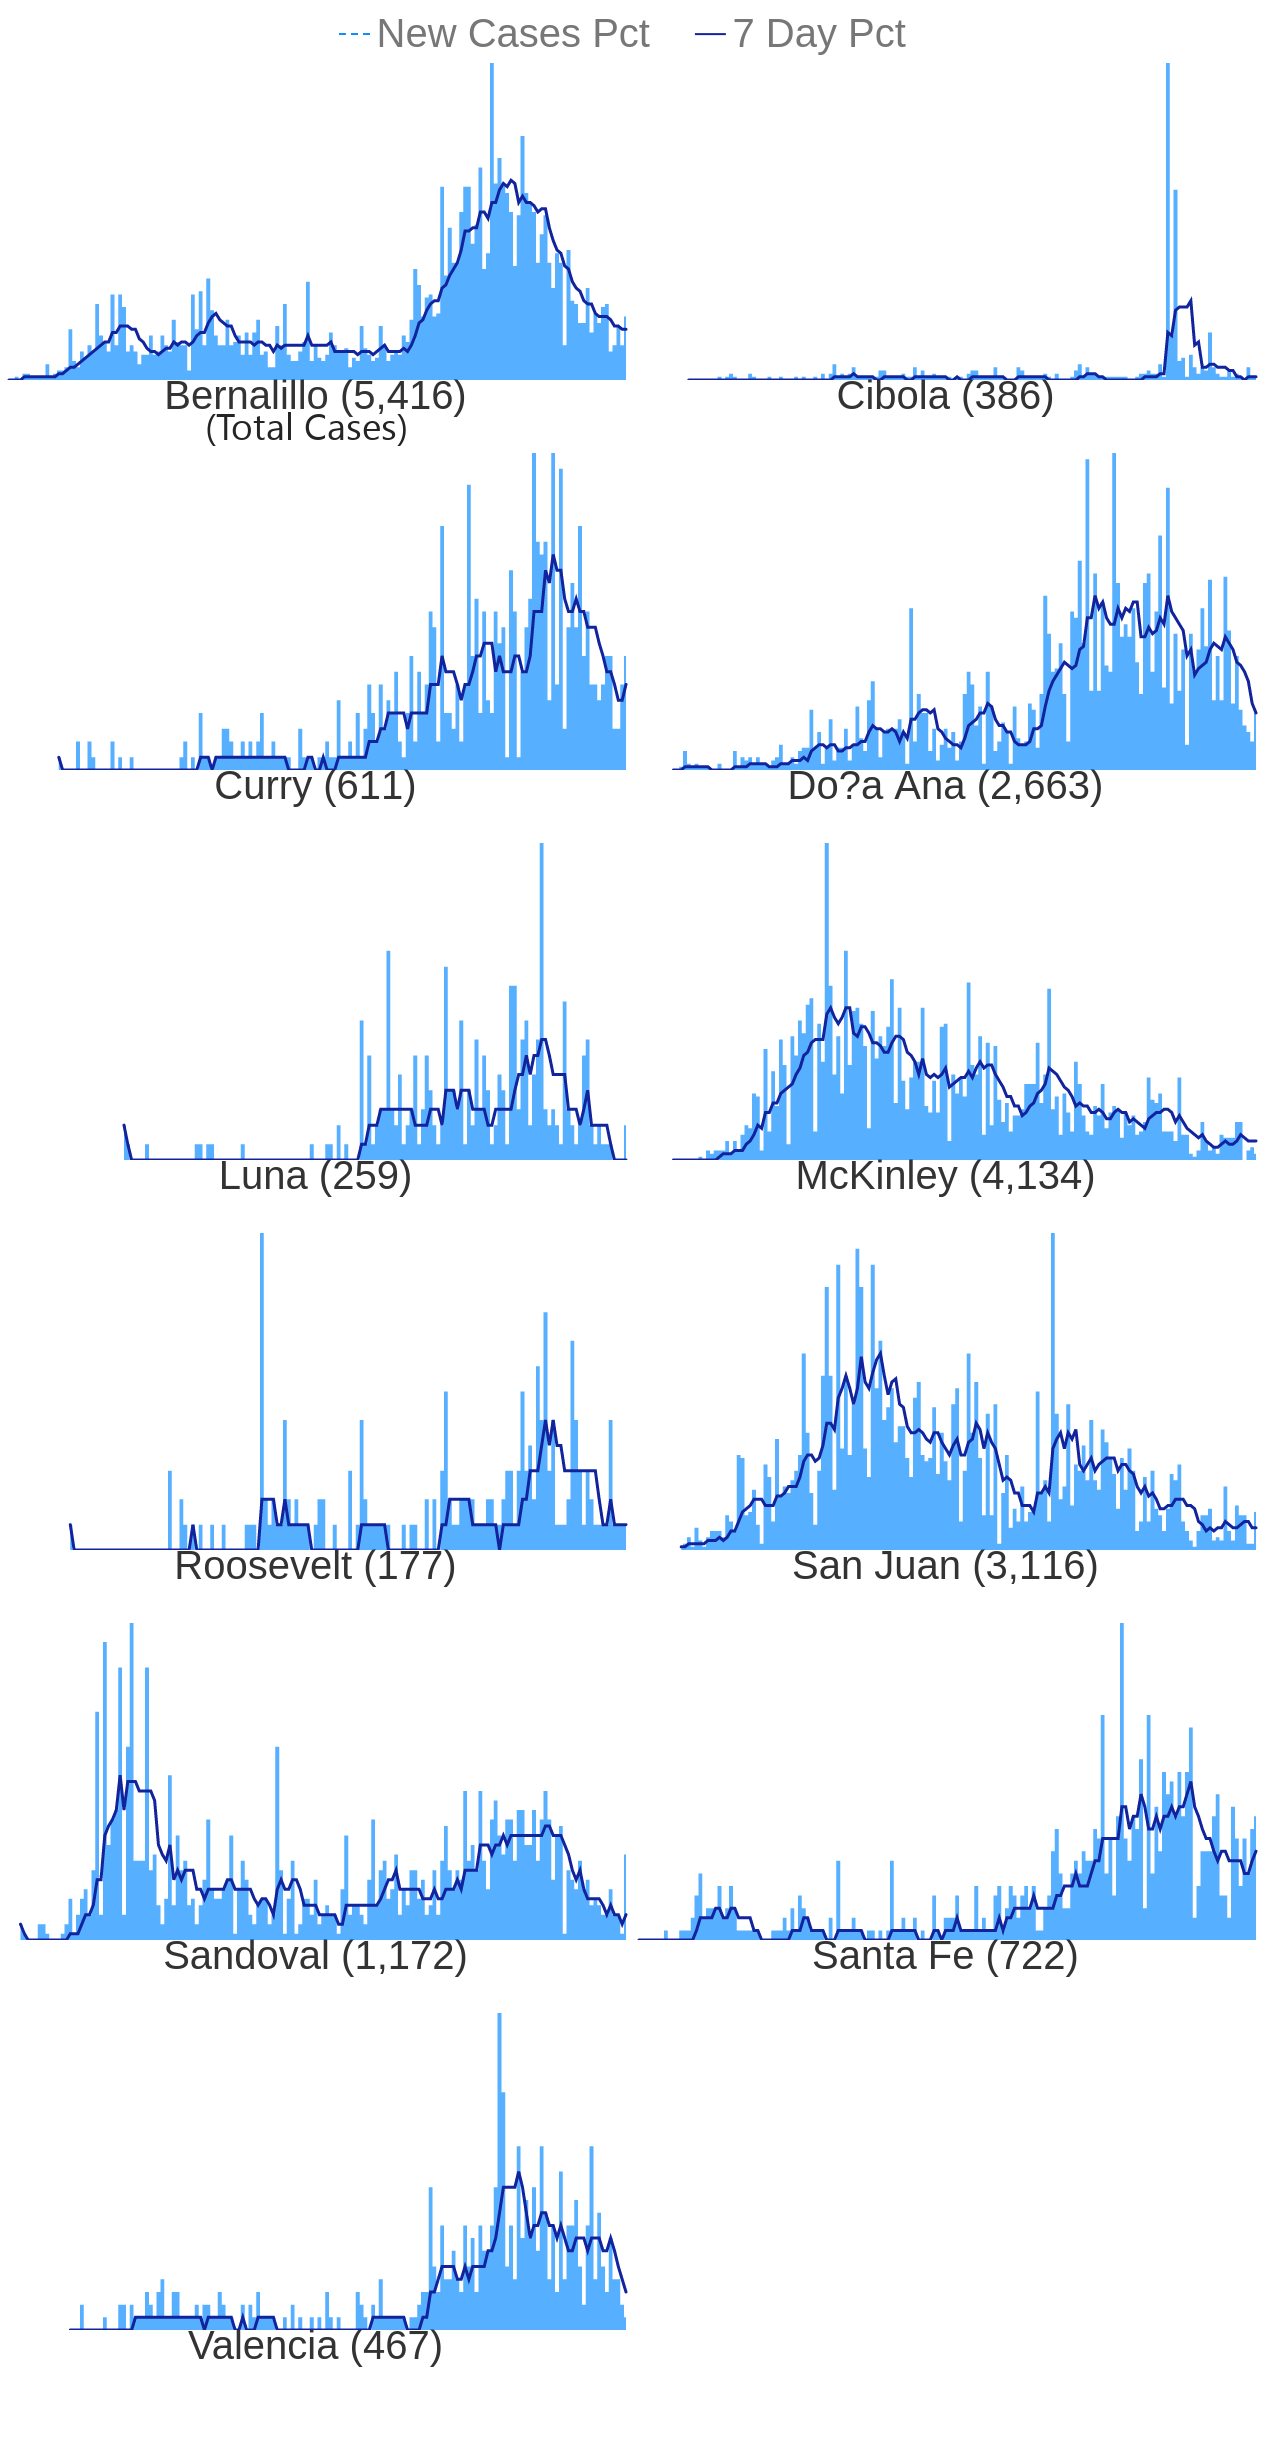 New Cases Pct 7 Day Pct
Bernalillo (5,416) Cibola (386)
(Total Cases)
Curry (611) Do?a Ana (2,663)
Luna (259) McKinley (4,134)
Roosevelt (177) San Juan (3,116)
Sandoval (1,172) Santa Fe (722)
Valencia (467)